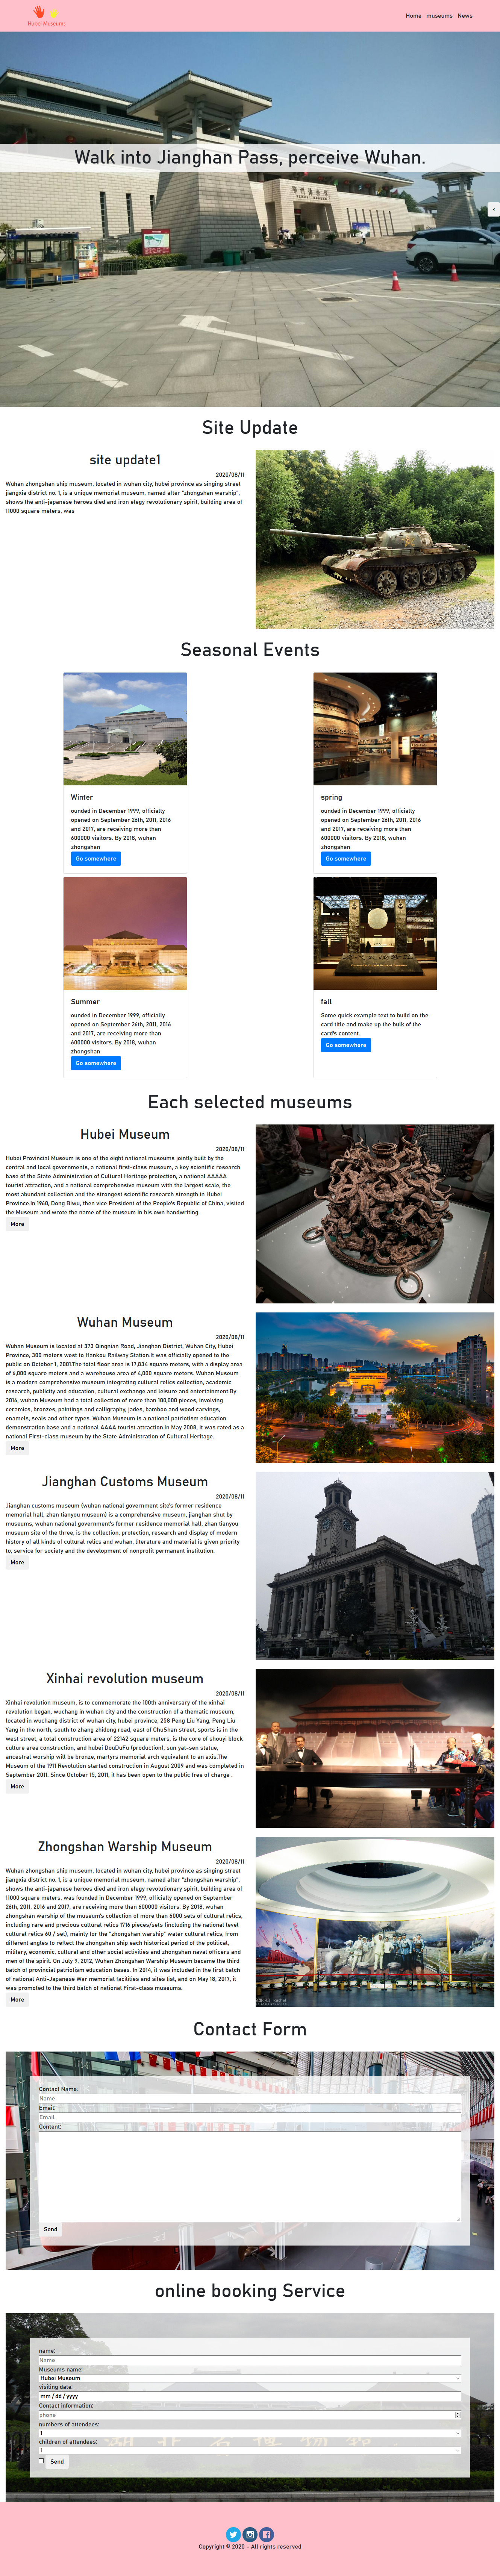 Hubei Museums
Home museums News
Walk into Jianghan Pass, perceive Wuhan.
Site Update
site update1
2020/08/11
Wuhan zhongshan ship museum, located in wuhan city, hubei province as singing street
jiangxia district no. 1, is a unique memorial museum, named after "zhongshan warship",
shows the anti-japanese heroes died and iron elegy revolutionary spirit, building area of
11000 square meters, was
Seasonal Events
Winter
ounded in December 1999, officially
opened on September 26th, 2011, 2016
and 2017, are receiving more than
600000 visitors. By 2018, wuhan
zhongshan
Go somewhere
spring
ounded in December 1999, officially
opened on September 26th, 2011, 2016
and 2017, are receiving more than
600000 visitors. By 2018, wuhan
zhongshan
Go somewhere
Summer
ounded in December 1999, officially
opened on September 26th, 2011, 2016
and 2017, are receiving more than
600000 visitors. By 2018, wuhan
zhongshan
Go somewhere
fall
Some quick example text to build on the
card title and make up the bulk of the
card's content.
Go somewhere
Each selected museums
Hubei Museum
2020/08/11
Hubei Provincial Museum is one of the eight national museums jointly built by the
central and local governments, a national first-class museum, a key scientific research
base of the State Administration of Cultural Heritage protection, a national AAAAA
tourist attraction, and a national comprehensive museum with the largest scale, the
most abundant collection and the strongest scientific research strength in Hubei
Province.In 1960, Dong Biwu, then vice President of the People's Republic of China, visited
the Museum and wrote the name of the museum in his own handwriting.
More
Wuhan Museum
2020/08/11
Wuhan Museum is located at 373 Qingnian Road, Jianghan District, Wuhan City, Hubei
Province, 300 meters west to Hankou Railway Station.It was officially opened to the
public on October 1, 2001.The total floor area is 17,834 square meters, with a display area
of 6,000 square meters and a warehouse area of 4,000 square meters. Wuhan Museum
is a modern comprehensive museum integrating cultural relics collection, academic
research, publicity and education, cultural exchange and leisure and entertainment.By
2016, wuhan Museum had a total collection of more than 100,000 pieces, involving
ceramics, bronzes, paintings and calligraphy, jades, bamboo and wood carvings,
enamels, seals and other types. Wuhan Museum is a national patriotism education
demonstration base and a national AAAA tourist attraction.In May 2008, it was rated as a
national First-class museum by the State Administration of Cultural Heritage.
More
Jianghan Customs Museum
2020/08/11
Jianghan customs museum (wuhan national government site's former residence
memorial hall, zhan tianyou museum) is a comprehensive museum, jianghan shut by
museums, wuhan national government's former residence memorial hall, zhan tianyou
museum site of the three, is the collection, protection, research and display of modern
history of all kinds of cultural relics and wuhan, literature and material is given priority
to, service for society and the development of nonprofit permanent institution.
More
Xinhai revolution museum
2020/08/11
Xinhai revolution museum, is to commemorate the 100th anniversary of the xinhai
revolution began, wuchang in wuhan city and the construction of a thematic museum,
located in wuchang district of wuhan city, hubei province, 258 Peng Liu Yang, Peng Liu
Yang in the north, south to zhang zhidong road, east of ChuShan street, sports is in the
west street, a total construction area of 22142 square meters, is the core of shouyi block
culture area construction, and hubei DouDuFu (production), sun yat-sen statue,
ancestral worship will be bronze, martyrs memorial arch equivalent to an axis.The
Museum of the 1911 Revolution started construction in August 2009 and was completed in
September 2011. Since October 15, 2011, it has been open to the public free of charge .
More
Zhongshan Warship Museum
2020/08/11
Wuhan zhongshan ship museum, located in wuhan city, hubei province as singing street
jiangxia district no. 1, is a unique memorial museum, named after "zhongshan warship",
shows the anti-japanese heroes died and iron elegy revolutionary spirit, building area of
11000 square meters, was founded in December 1999, officially opened on September
26th, 2011, 2016 and 2017, are receiving more than 600000 visitors. By 2018, wuhan
zhongshan warship of the museum's collection of more than 6000 sets of cultural relics,
including rare and precious cultural relics 1716 pieces/sets (including the national level
cultural relics 60 / set), mainly for the "zhongshan warship" water cultural relics, from
different angles to reflect the zhongshan ship each historical period of the political,
military, economic, cultural and other social activities and zhongshan naval officers and
men of the spirit. On July 9, 2012, Wuhan Zhongshan Warship Museum became the third
batch of provincial patriotism education bases. In 2014, it was included in the first batch
of national Anti-Japanese War memorial facilities and sites list, and on May 18, 2017, it
was promoted to the third batch of national First-class museums.
More
Contact Form
Contact Name:
Name
Email:
Email
Content:
Send
online booking Service
name:
Name
Museums name:
Hubei Museum
visiting date:
mm/dd/yyyy
Contact information:
phone
numbers of attendees:
1
children of attendees:
1
Send
Copyright © 2020 - All rights reserved